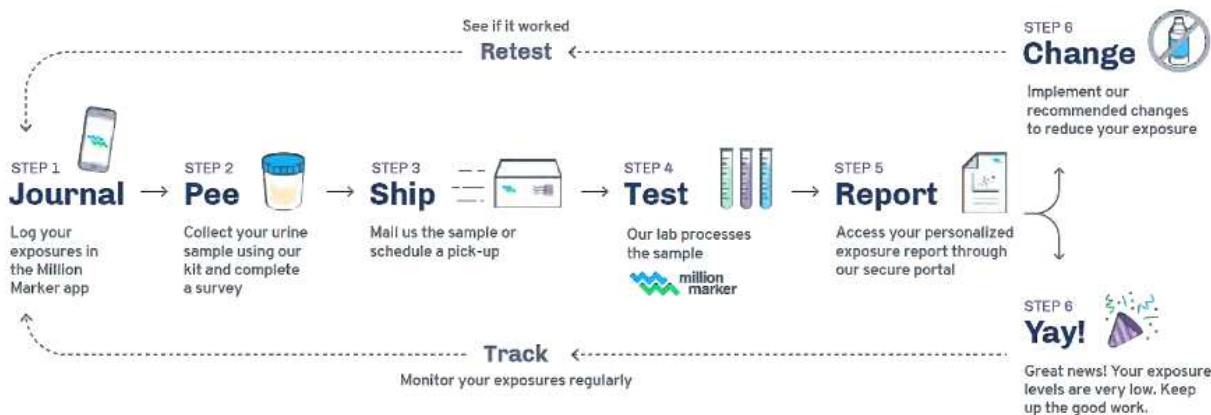 See if it worked
Retest
STEP 1
Journal
Log your
exposures in
the Million
Marker app
STEP 2
Pee
Collect your urine
sample using our
kit and complete
a survey
STEP 3
Ship
Mail us the sample or
schedule a pick-up
STEP 4
Test
Our lab processes
the sample
million
marker
STEP 5
Report
Access your personalized
exposure report through
our secure portal
STEP 6
Change
Implement our
recommended changes
to reduce your exposure
STEP 6
Yay!
Great news! Your exposure
levels are very low. Keep
up the good work.
Track
Monitor your exposures regularly